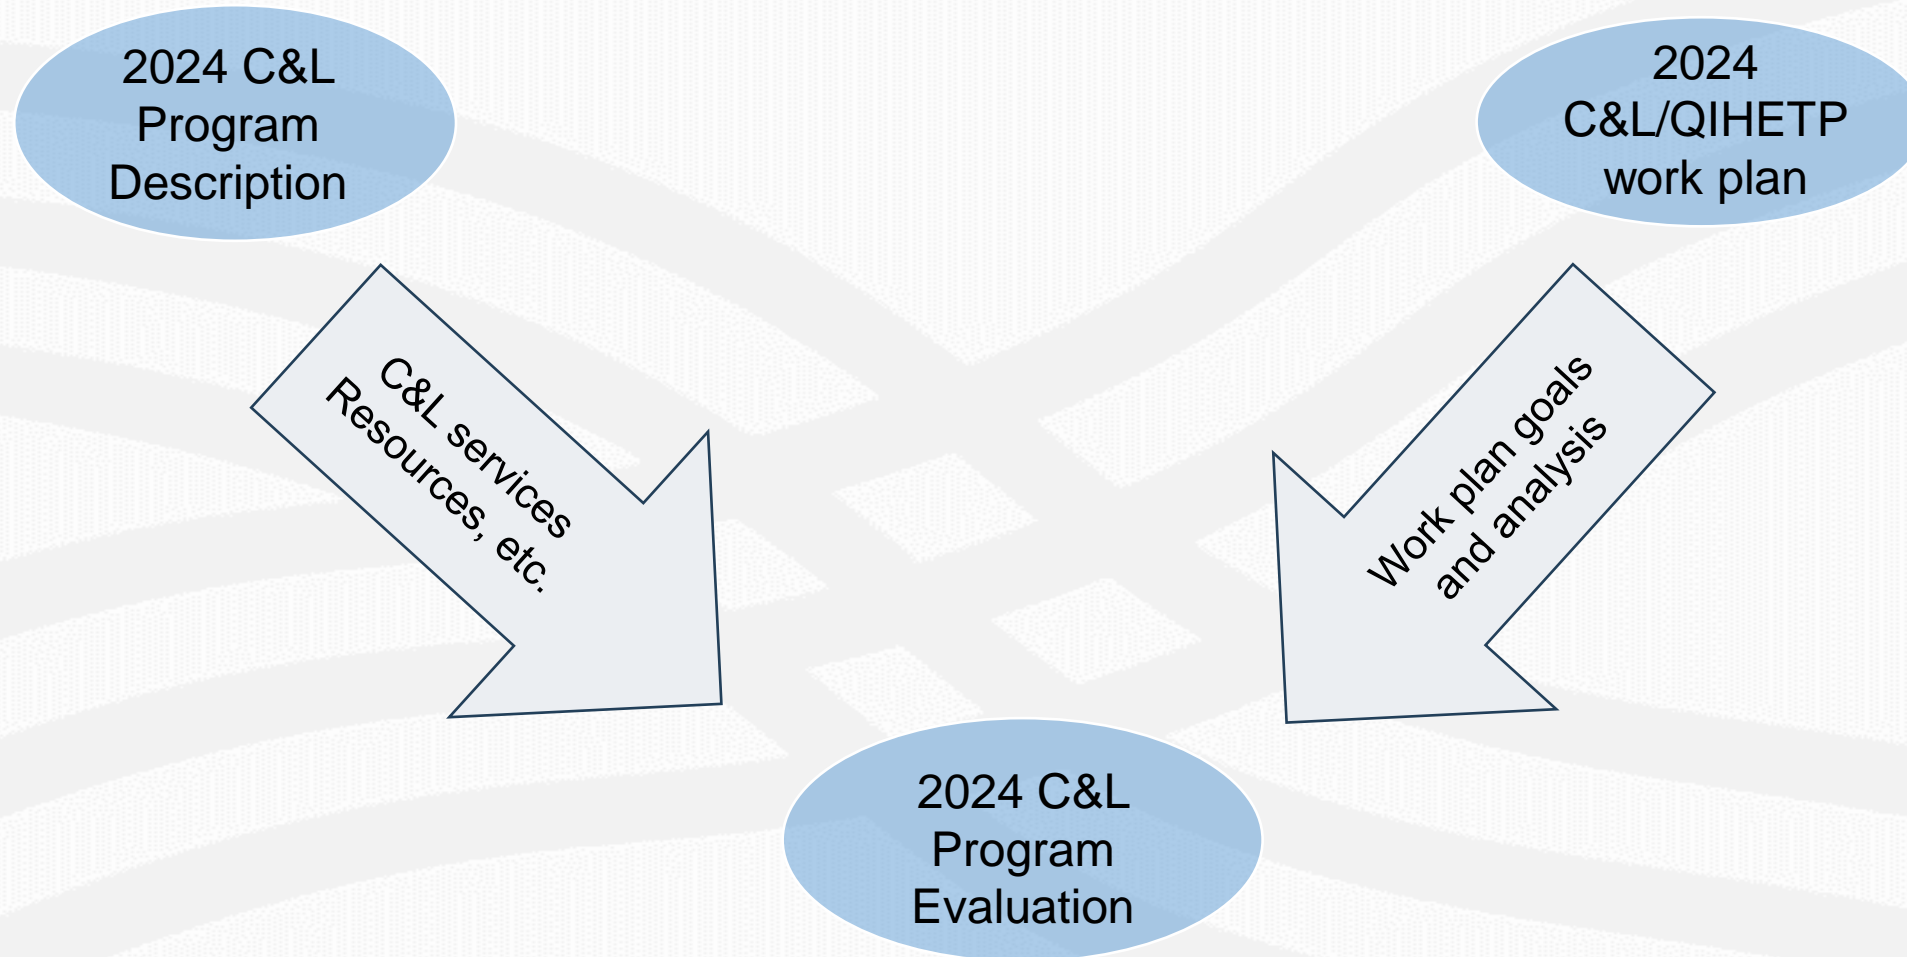 2024 C&L
Program
Description
2024
C&L/QIHETP
work plan
C&L services
Resources, etc.
Work plan goals
and analysis
2024 C&L
Program
Evaluation